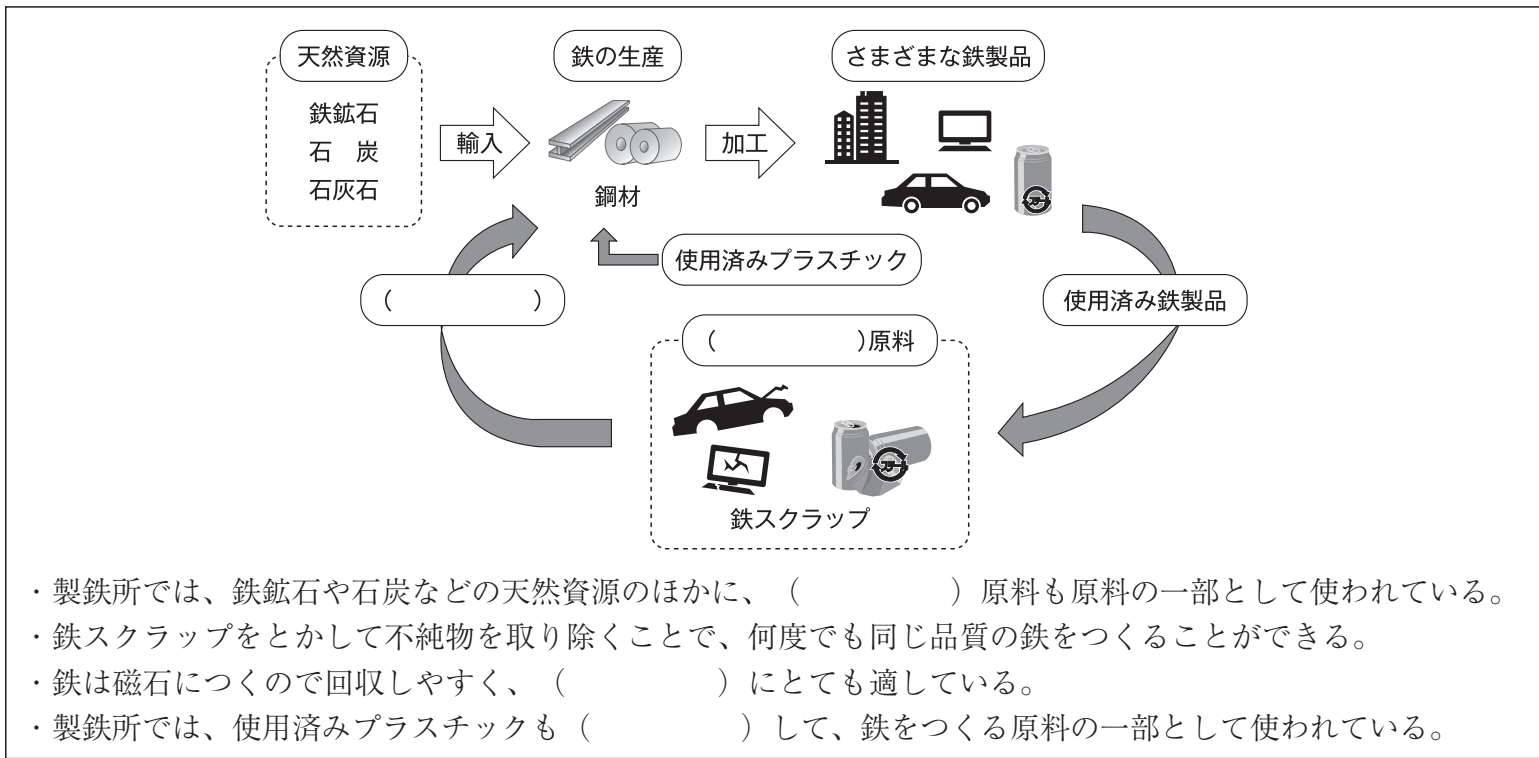 天然資源
鉄鉱石
石　炭
石灰石
輸入
鉄の生産
鋼材
加工
さまざまな鉄製品
スチール
使用済みプラスチック
(　　　　　　　)
使用済み鉄製品
(　　　　　　　)原料
スチール
鉄スクラップ
・製鉄所では、鉄鉱石や石炭などの天然資源のほかに、（　　　　　　　）原料も原料の一部として使われている。
・鉄スクラップをとかして不純物を取り除くことで、何度でも同じ品質の鉄をつくることができる。
・鉄は磁石につくので回収しやすく、（　　　　　　　）にとても適している。
・製鉄所では、使用済みプラスチックも（　　　　　　　）して、鉄をつくる原料の一部として使われている。